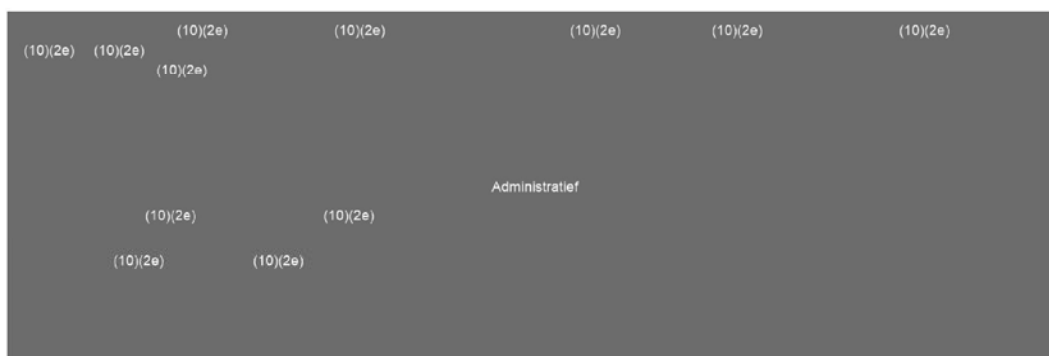 (10)(2e) (10)(2e) (10)(2e) (10)(2e) (10)(2e)
(10)(2e) (10)(2e)
(10)(2e)
Administratief
(10)(2e) (10)(2e)
(10)(2e) (10)(2e)